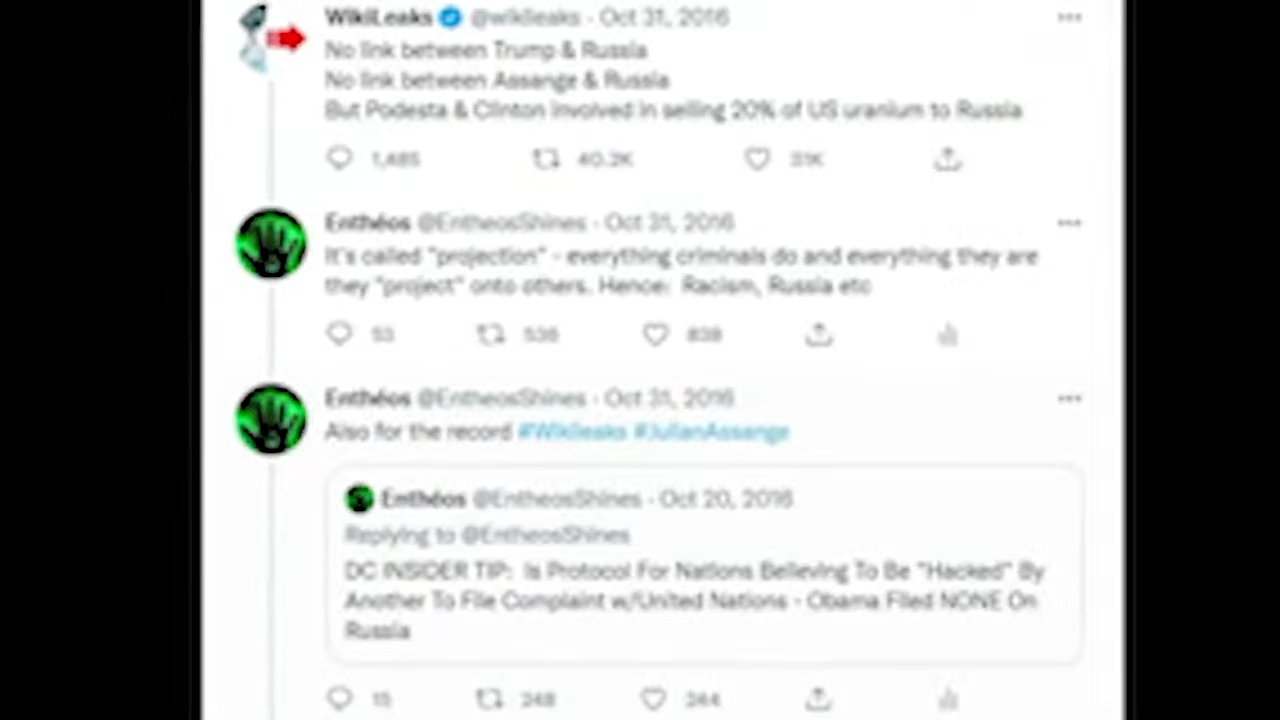 WikiLeaks @wikileaks · Oct 31, 2016
No link between Trump & Russia
No link between Assange & Russia
But Podesta & Clinton involved in selling 20% of US uranium to Russia
1,485 40.2K 31K
Enthéos @EntheosShines · Oct 31, 2016
It's called "projection" - everything criminals do and everything they are
they "project" onto others. Hence: Racism, Russia etc
53 536 838
Enthéos @EntheosShines · Oct 31, 2016
Also for the record #Wikileaks #JulianAssange
Enthéos @EntheosShines · Oct 20, 2016
Replying to @EntheosShines
DC INSIDER TIP: Is Protocol For Nations Believing To Be "Hacked" By
Another To File Complaint w/United Nations - Obama Filed NONE On
Russia
15 248 244